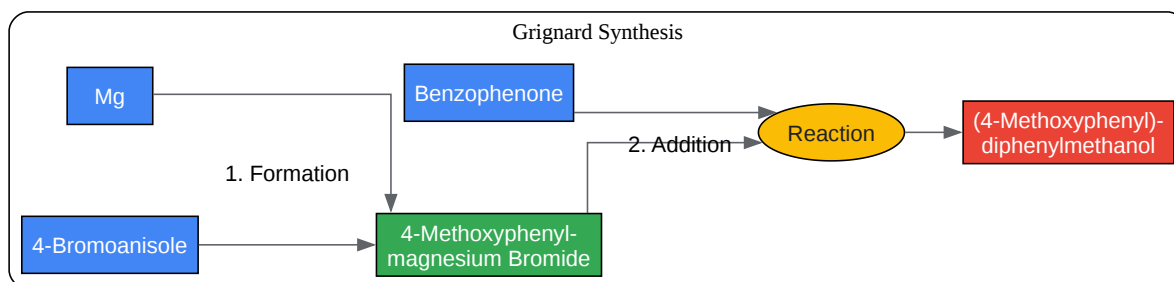 Grignard Synthesis
Mg
Benzophenone
Reaction
(4-Methoxyphenyl)-
diphenylmethanol
2. Addition
1. Formation
4-Bromoanisole
4-Methoxyphenyl-
magnesium Bromide